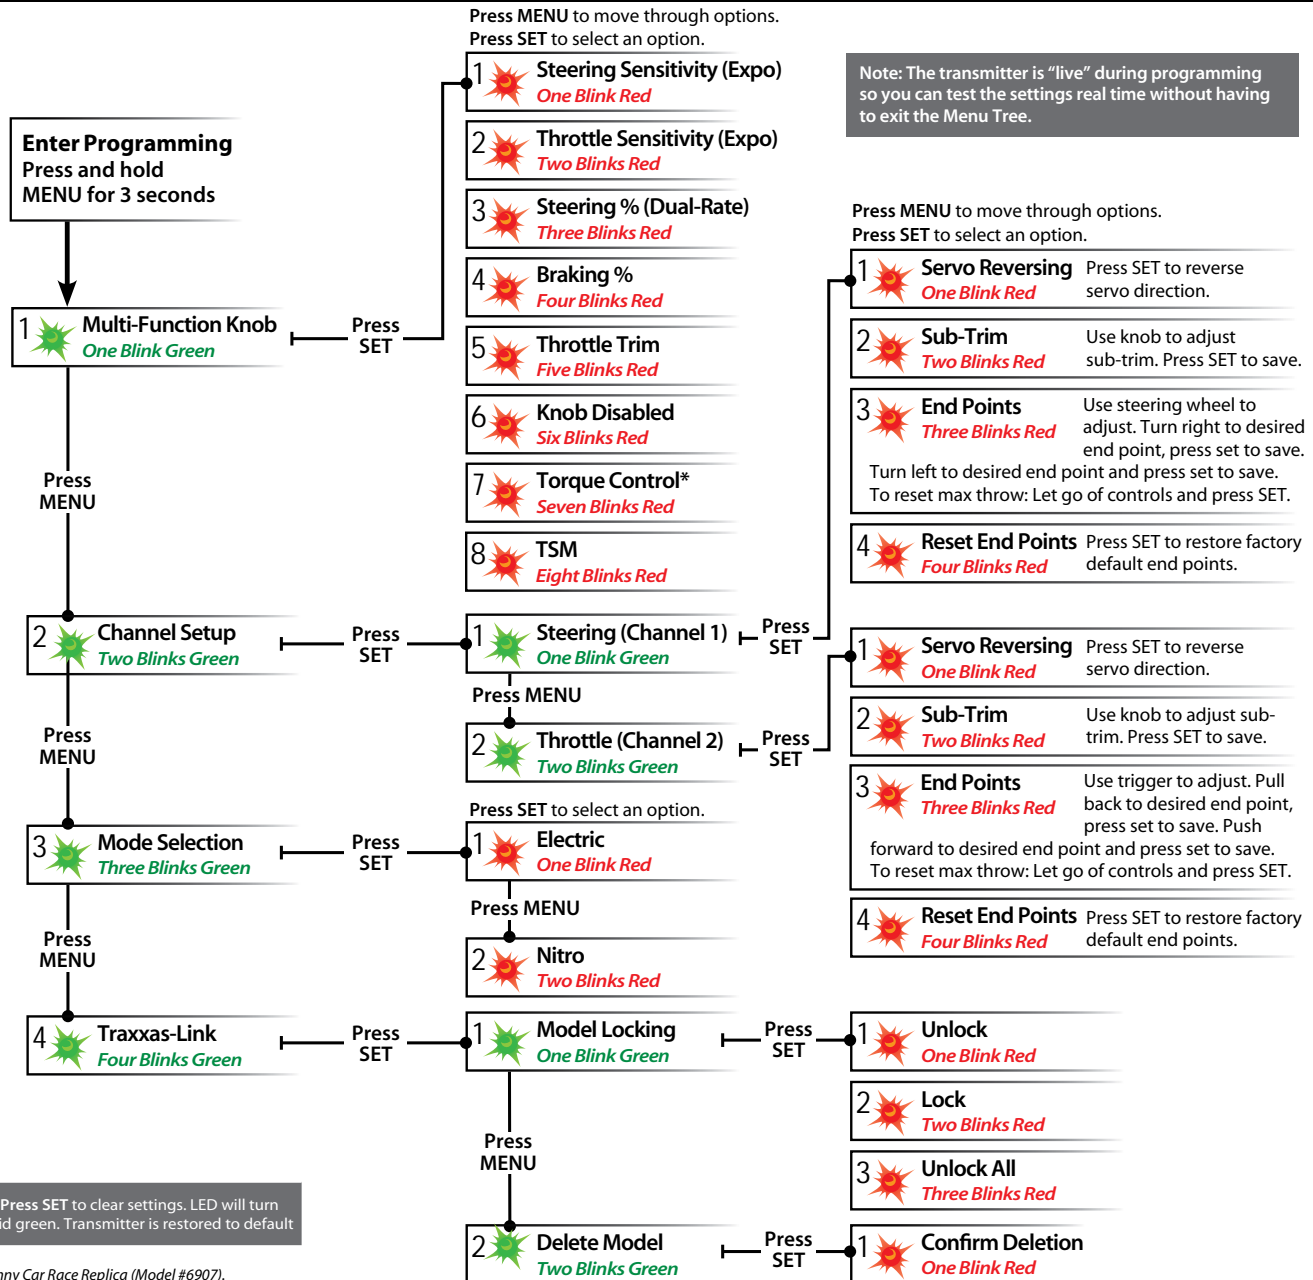 Press MENU to move through options.
Press SET to select an option.
Note: The transmitter is “live” during programming
so you can test the settings real time without having
to exit the Menu Tree.
Enter Programming
Press and hold
MENU for 3 seconds
1 Steering Sensitivity (Expo)
One Blink Red
2 Throttle Sensitivity (Expo)
Two Blinks Red
3 Steering % (Dual-Rate)
Three Blinks Red
4 Braking %
Four Blinks Red
5 Throttle Trim
Five Blinks Red
6 Knob Disabled
Six Blinks Red
7 Torque Control*
Seven Blinks Red
8 TSM
Eight Blinks Red
1 Multi-Function Knob
One Blink Green
Press
SET
Press
MENU
2 Channel Setup
Two Blinks Green
Press
SET
1 Steering (Channel 1)
One Blink Green
Press
SET
Press MENU
2 Throttle (Channel 2)
Two Blinks Green
Press
SET
Press MENU to move through options.
Press SET to select an option.
1 Servo Reversing Press SET to reverse
One Blink Red servo direction.
2 Sub-Trim Use knob to adjust
Two Blinks Red sub-trim. Press SET to save.
3 End Points Use steering wheel to
Three Blinks Red adjust. Turn right to desired
end point, press set to save.
Turn left to desired end point and press set to save.
To reset max throw: Let go of controls and press SET.
4 Reset End Points Press SET to restore factory
Four Blinks Red default end points.
1 Servo Reversing Press SET to reverse
One Blink Red servo direction.
2 Sub-Trim Use knob to adjust sub-
Two Blinks Red trim. Press SET to save.
3 End Points Use trigger to adjust. Pull
Three Blinks Red back to desired end point,
press set to save. Push
forward to desired end point and press set to save.
To reset max throw: Let go of controls and press SET.
4 Reset End Points Press SET to restore factory
Four Blinks Red default end points.
Press
MENU
3 Mode Selection
Three Blinks Green
Press
SET
Press SET to select an option.
1 Electric
One Blink Red
Press MENU
2 Nitro
Two Blinks Red
Press
MENU
4 Traxxas-Link
Four Blinks Green
Press
SET
1 Model Locking
One Blink Green
Press
SET
1 Unlock
One Blink Red
2 Lock
Two Blinks Red
3 Unlock All
Three Blinks Red
Press
MENU
2 Delete Model
Two Blinks Green
Press
SET
1 Confirm Deletion
One Blink Red
Press SET to clear settings. LED will turn
green. Transmitter is restored to default
Car Race Replica (Model #6907).